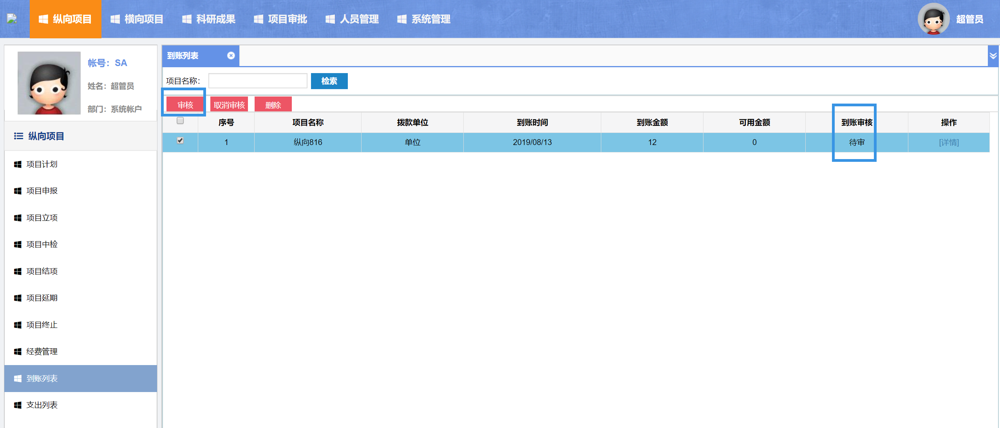 纵向项目 横向项目 科研成果 项目审批 人员管理 系统管理 超管员
帐号：SA
姓名：超管员
部门：系统帐户
纵向项目
项目计划
项目申报
项目立项
项目中检
项目结项
项目延期
项目终止
经费管理
到账列表
支出列表
到账列表
项目名称： 检索
审核 取消审核 删除
序号 项目名称 拨款单位 到账时间 到账金额 可用金额 到账审核 操作
1 纵向816 单位 2019/08/13 12 0 待审 [详情]